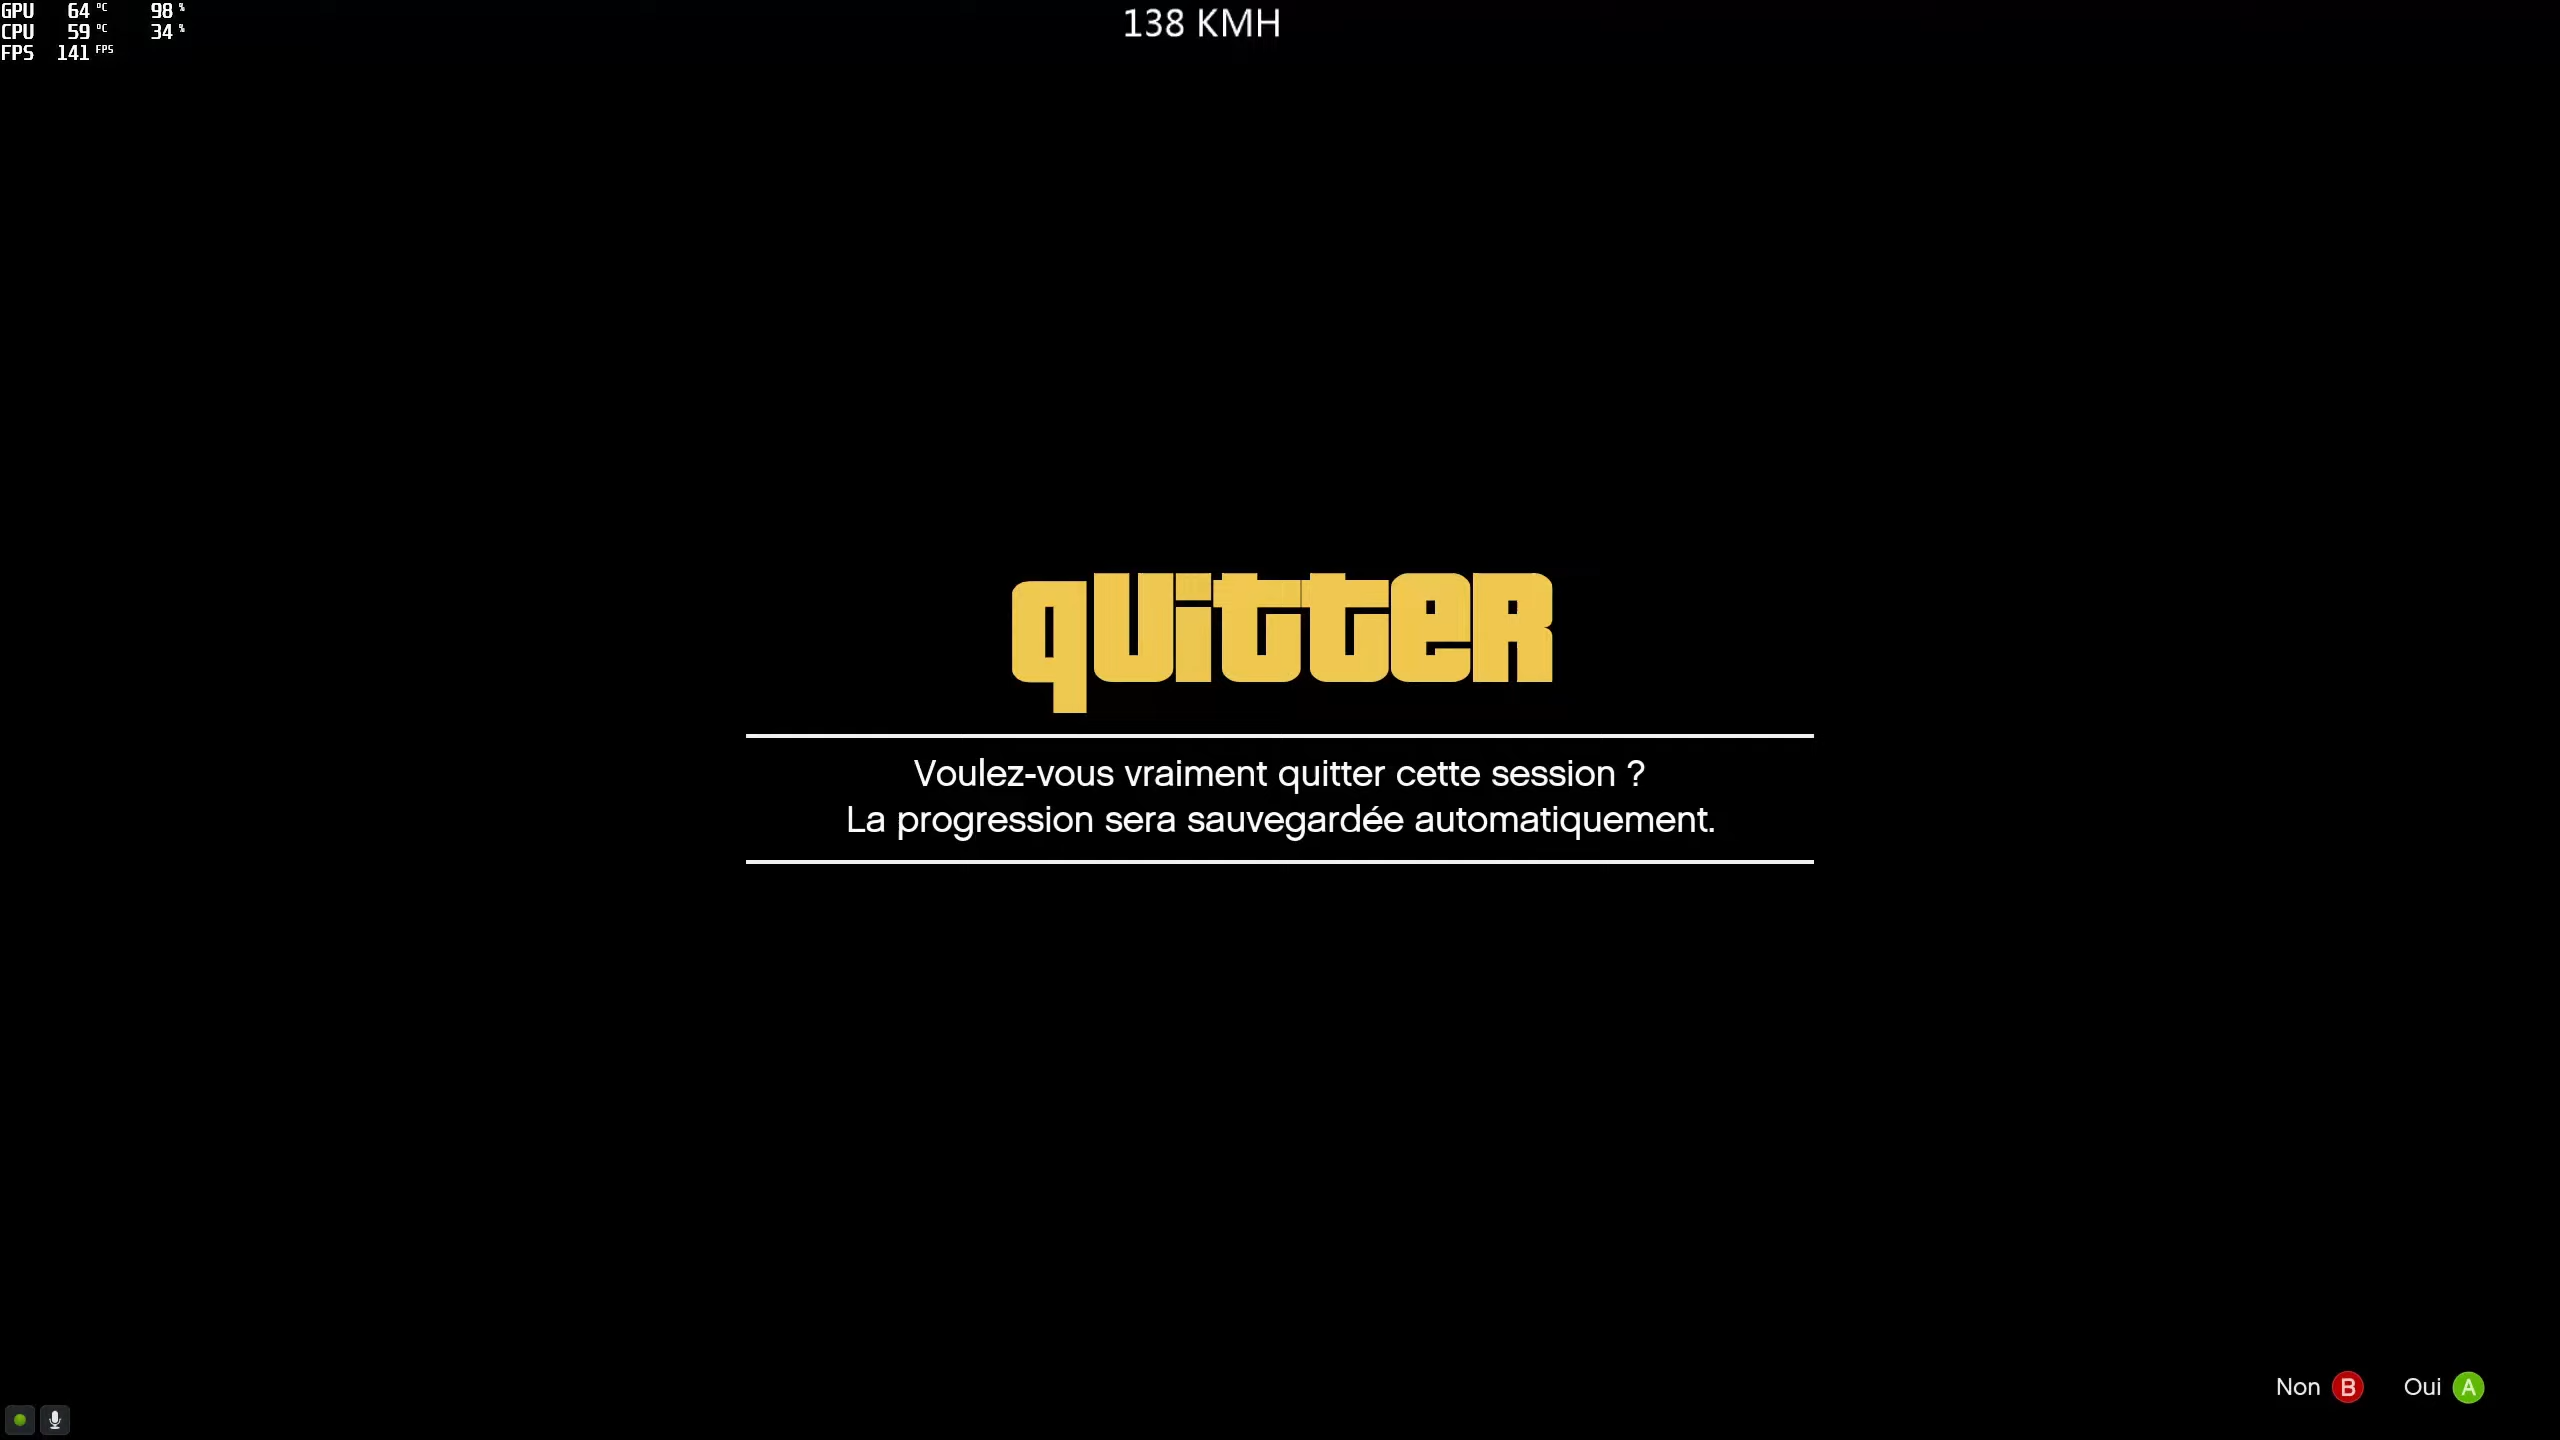 GPU 64 °C 98 %
CPU 59 °C 34 %
FPS 141 FPS
138 KMH
quitteR
Voulez-vous vraiment quitter cette session ?
La progression sera sauvegardée automatiquement.
Non B Oui A